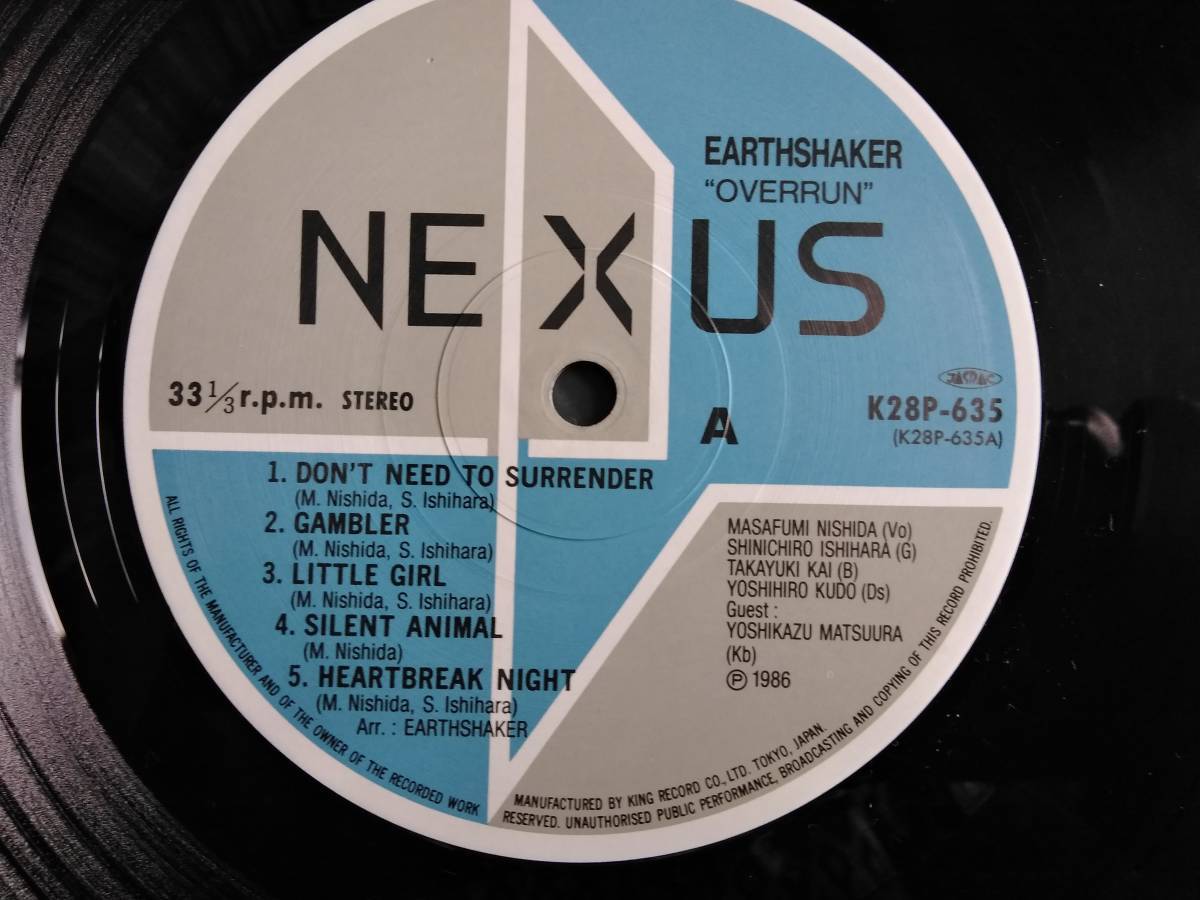 EARTHSHAKER
“OVERRUN”
NEXUS
33 1/3 r.p.m. STEREO
A
JASRAC
K28P-635
(K28P-635A)
1. DON'T NEED TO SURRENDER
(M. Nishida, S. Ishihara)
2. GAMBLER
(M. Nishida, S. Ishihara)
3. LITTLE GIRL
(M. Nishida, S. Ishihara)
4. SILENT ANIMAL
(M. Nishida)
5. HEARTBREAK NIGHT
(M. Nishida, S. Ishihara)
Arr. : EARTHSHAKER
MASAFUMI NISHIDA (Vo)
SHINICHIRO ISHIHARA (G)
TAKAYUKI KAI (B)
YOSHIHIRO KUDO (Ds)
Guest :
YOSHIKAZU MATSUURA
(Kb)
Ⓟ 1986
ALL RIGHTS OF THE MANUFACTURER AND OF THE OWNER OF THE RECORDED WORK
RESERVED. UNAUTHORISED PUBLIC PERFORMANCE, BROADCASTING AND COPYING OF THIS RECORD PROHIBITED.
MANUFACTURED BY KING RECORD CO., LTD. TOKYO, JAPAN.